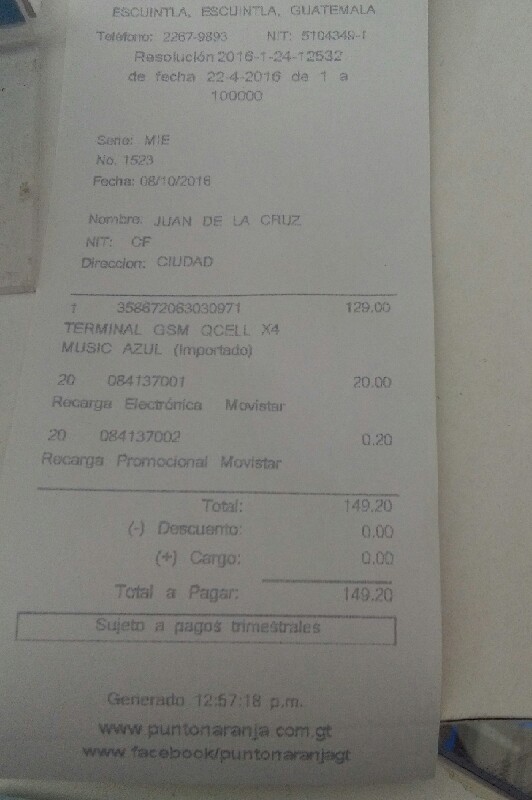 ESCUINTLA, ESCUINTLA, GUATEMALA
Teléfono: 2267-9893 NIT: 5104349-1
Resolución 2016-1-24-12532
de fecha 22-4-2016 de 1 a
100000
Serie: MIE
No. 1523
Fecha: 08/10/2016
Nombre: JUAN DE LA CRUZ
NIT: CF
Direccion: CIUDAD
1 358672063030971 129.00
TERMINAL GSM QCELL X4
MUSIC AZUL (Importado)
20 084137001 20.00
Recarga Electrónica Movistar
20 084137002 0.20
Recarga Promocional Movistar
Total: 149.20
(-) Descuento: 0.00
(+) Cargo: 0.00
Total a Pagar: 149.20
Sujeto a pagos trimestrales
Generado 12:57:18 p.m.
www.puntonaranja.com.gt
www.facebook/puntonaranjagt